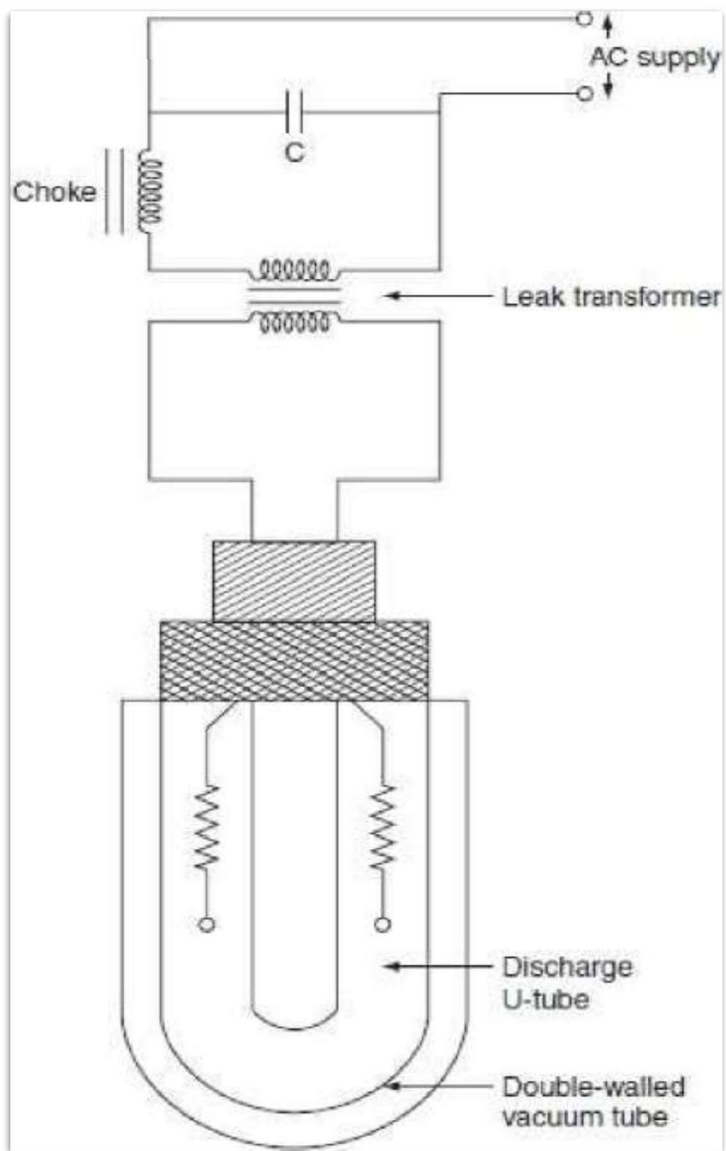 AC supply
C
Choke
Leak transformer
Discharge
U-tube
Double-walled
vacuum tube